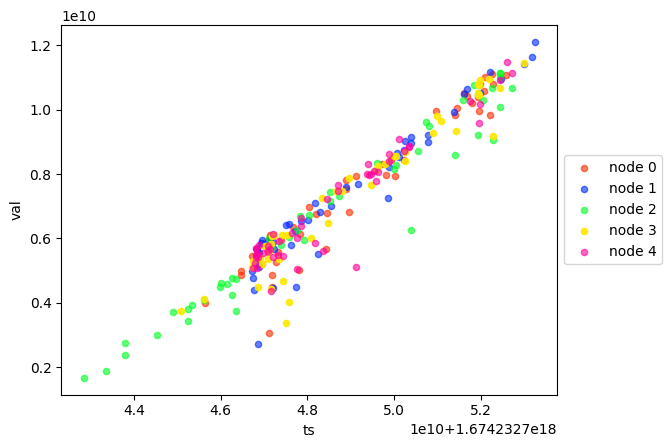 1e10
1.2
1.0
0.8
0.6
0.4
0.2
val
node 0
node 1
node 2
node 3
node 4
4.4
4.6
4.8
5.0
5.2
ts
1e10+1.6742327e18